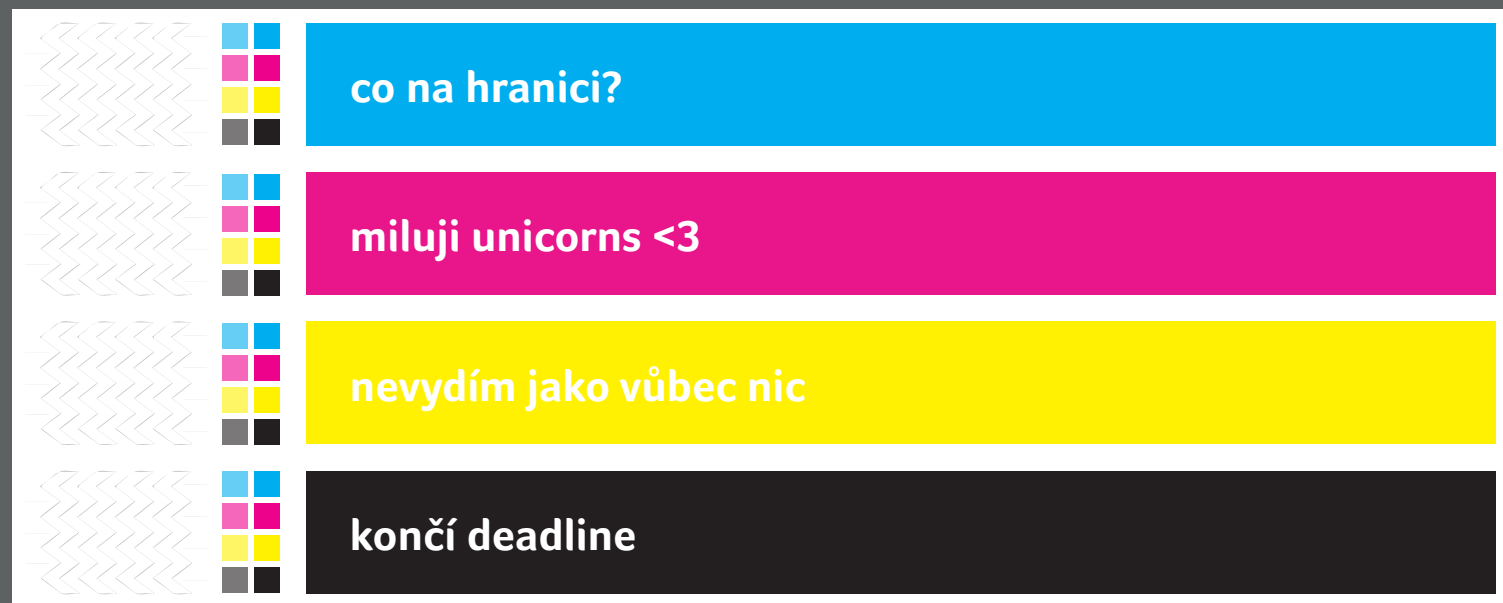 co na hranici?
miluji unicorns <3
nevydím jako vůbec nic
končí deadline